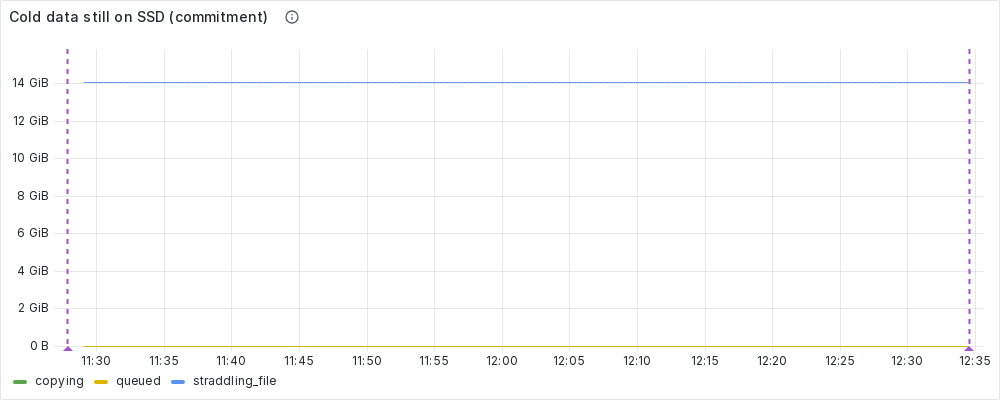 Cold data still on SSD (commitment)
14 GiB
12 GiB
10 GiB
8 GiB
6 GiB
4 GiB
2 GiB
0 B
11:30 11:35 11:40 11:45 11:50 11:55 12:00 12:05 12:10 12:15 12:20 12:25 12:30 12:35
copying queued straddling_file